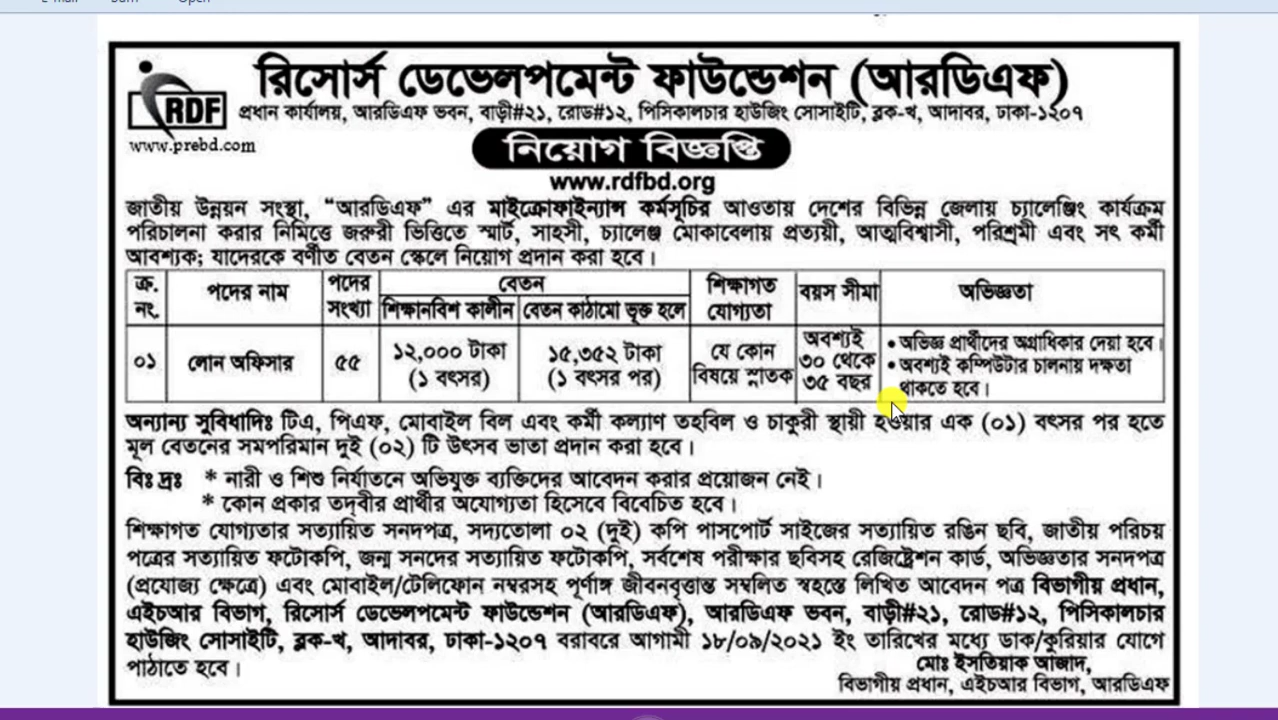 E-mail Burn Open
রিসোর্স ডেভেলপমেন্ট ফাউন্ডেশন (আরডিএফ)
RDF
প্রধান কার্যালয়, আরডিএফ ভবন, বাড়ী#২১, রোড#১২, পিসিকালচার হাউজিং সোসাইটি, ব্লক-খ, আদাবর, ঢাকা-১২০৭
www.prebd.com
নিয়োগ বিজ্ঞপ্তি
www.rdfbd.org
জাতীয় উন্নয়ন সংস্থা, “আরডিএফ” এর মাইক্রোফাইন্যান্স কর্মসূচির আওতায় দেশের বিভিন্ন জেলায় চ্যালেঞ্জিং কার্যক্রম
পরিচালনা করার নিমিত্তে জরুরী ভিত্তিতে স্মার্ট, সাহসী, চ্যালেঞ্জ মোকাবেলায় প্রত্যয়ী, আত্মবিশ্বাসী, পরিশ্রমী এবং সৎ কর্মী
আবশ্যক; যাদেরকে বর্ণীত বেতন স্কেলে নিয়োগ প্রদান করা হবে।
ক্র. নং. পদের নাম পদের সংখ্যা বেতন শিক্ষাগত যোগ্যতা বয়স সীমা অভিজ্ঞতা
শিক্ষানবিশ কালীন বেতন কাঠামো ভূক্ত হলে
০১ লোন অফিসার ৫৫ ১২,০০০ টাকা (১ বৎসর) ১৫,৩৫২ টাকা (১ বৎসর পর) যে কোন বিষয়ে স্নাতক অবশ্যই ৩০ থেকে ৩৫ বছর
• অভিজ্ঞ প্রার্থীদের অগ্রাধিকার দেয়া হবে।
• অবশ্যই কম্পিউটার চালনায় দক্ষতা
থাকতে হবে।
অন্যান্য সুবিধাদিঃ টিএ, পিএফ, মোবাইল বিল এবং কর্মী কল্যাণ তহবিল ও চাকুরী স্থায়ী হওয়ার এক (০১) বৎসর পর হতে
মূল বেতনের সমপরিমান দুই (০২) টি উৎসব ভাতা প্রদান করা হবে।
বিঃ দ্রঃ * নারী ও শিশু নির্যাতনে অভিযুক্ত ব্যক্তিদের আবেদন করার প্রয়োজন নেই।
* কোন প্রকার তদ্‌বীর প্রার্থীর অযোগ্যতা হিসেবে বিবেচিত হবে।
শিক্ষাগত যোগ্যতার সত্যায়িত সনদপত্র, সদ্যতোলা ০২ (দুই) কপি পাসপোর্ট সাইজের সত্যায়িত রঙিন ছবি, জাতীয় পরিচয়
পত্রের সত্যায়িত ফটোকপি, জন্ম সনদের সত্যায়িত ফটোকপি, সর্বশেষ পরীক্ষার ছবিসহ রেজিষ্ট্রেশন কার্ড, অভিজ্ঞতার সনদপত্র
(প্রযোজ্য ক্ষেত্রে) এবং মোবাইল/টেলিফোন নম্বরসহ পূর্ণাঙ্গ জীবনবৃত্তান্ত সম্বলিত স্বহস্তে লিখিত আবেদন পত্র বিভাগীয় প্রধান,
এইচআর বিভাগ, রিসোর্স ডেভেলপমেন্ট ফাউন্ডেশন (আরডিএফ), আরডিএফ ভবন, বাড়ী#২১, রোড#১২, পিসিকালচার
হাউজিং সোসাইটি, ব্লক-খ, আদাবর, ঢাকা-১২০৭ বরাবরে আগামী ১৮/০৯/২০২১ ইং তারিখের মধ্যে ডাক/কুরিয়ার যোগে
পাঠাতে হবে।
মোঃ ইসতিয়াক আজাদ,
বিভাগীয় প্রধান, এইচআর বিভাগ, আরডিএফ